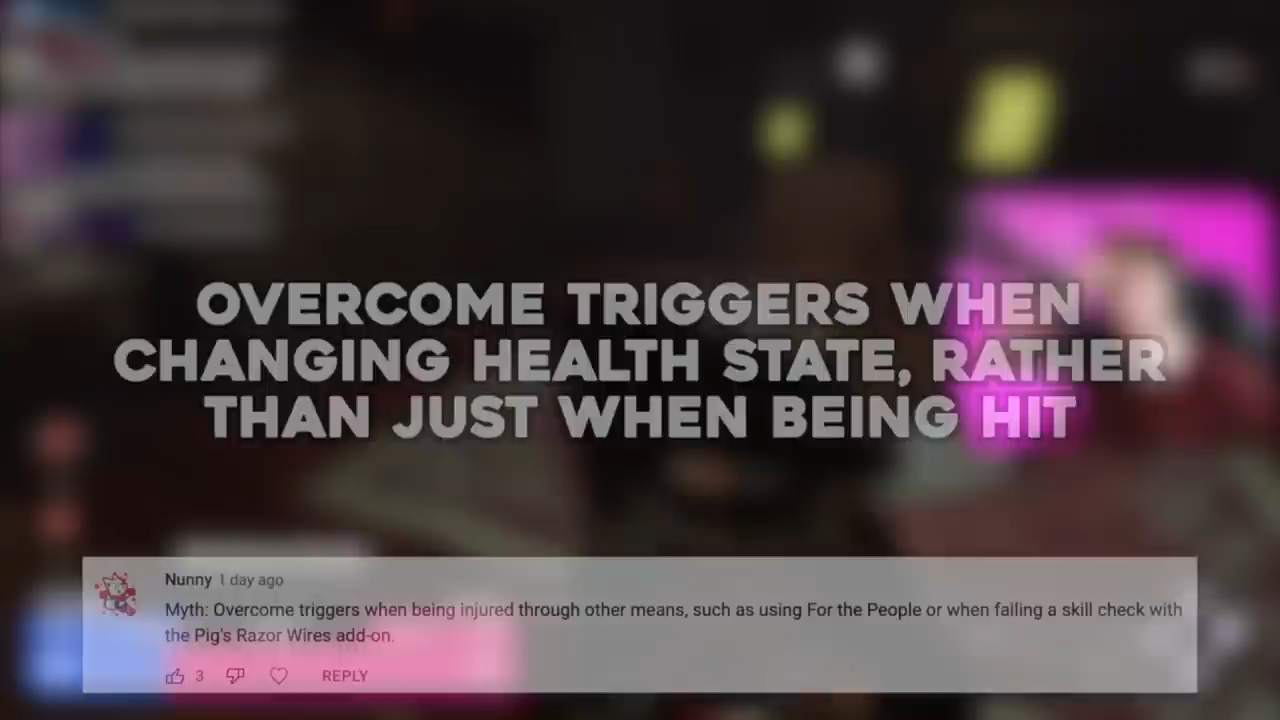 OVERCOME TRIGGERS WHEN
CHANGING HEALTH STATE, RATHER
THAN JUST WHEN BEING HIT
Nunny 1 day ago
Myth: Overcome triggers when being injured through other means, such as using For the People or when failing a skill check with
the Pig's Razor Wires add-on.
3 REPLY